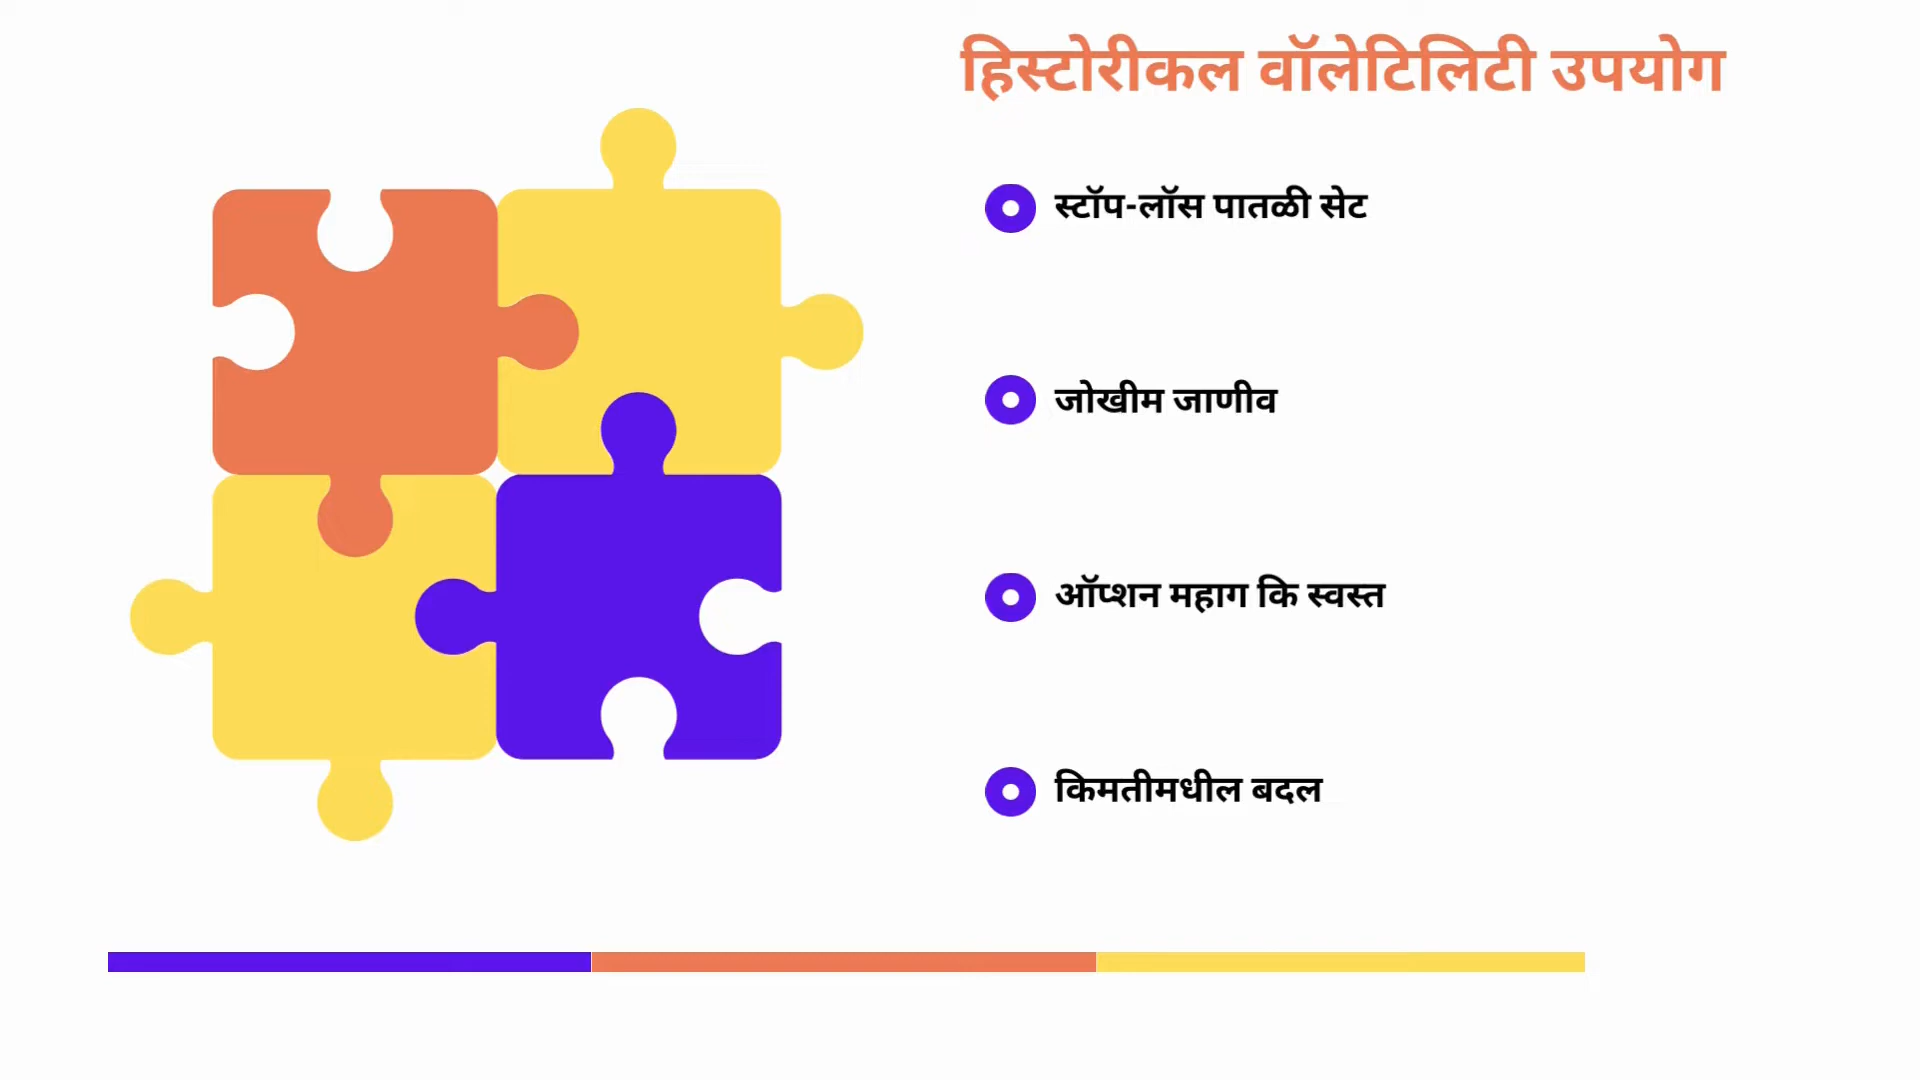 हिस्टोरीकल वॉलेटिलिटी उपयोग
स्टॉप-लॉस पातळी सेट
जोखीम जाणीव
ऑप्शन महाग कि स्वस्त
किमतीमधील बदल